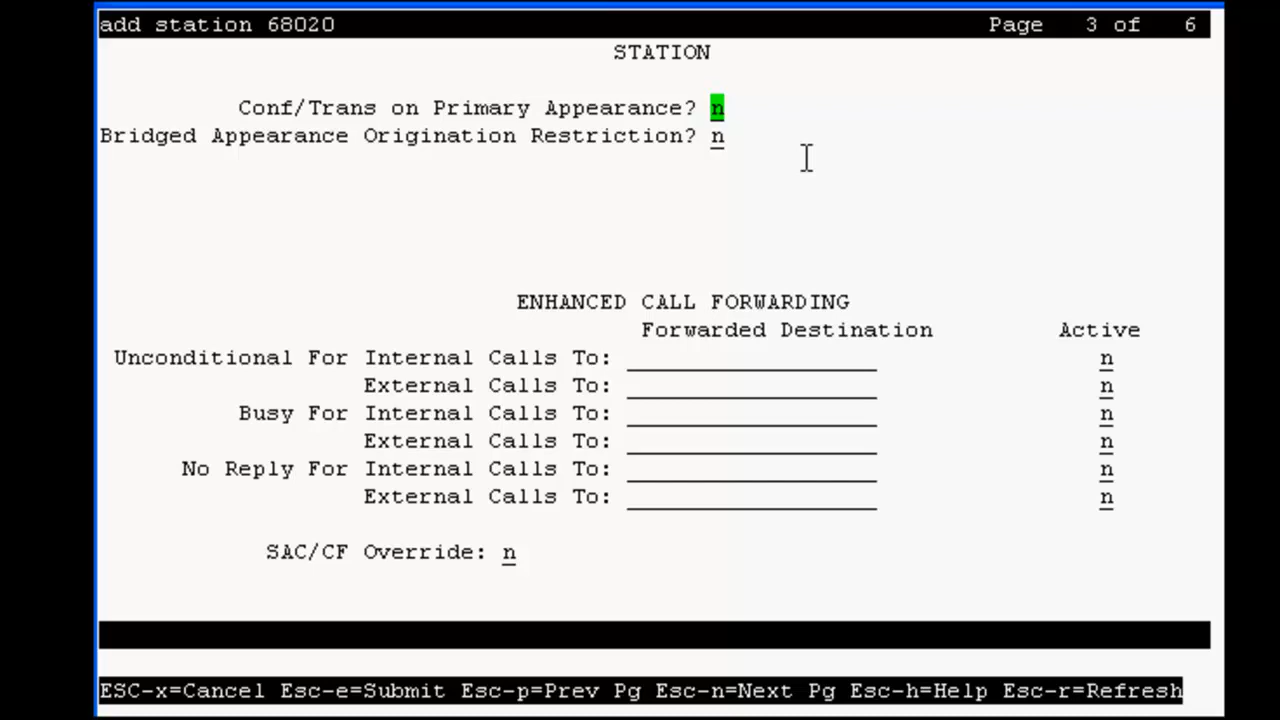 add station 68020 Page 3 of 6
STATION
Conf/Trans on Primary Appearance? n
Bridged Appearance Origination Restriction? n
ENHANCED CALL FORWARDING
Forwarded Destination Active
Unconditional For Internal Calls To: n
External Calls To: n
Busy For Internal Calls To: n
External Calls To: n
No Reply For Internal Calls To: n
External Calls To: n
SAC/CF Override: n
ESC-x=Cancel Esc-e=Submit Esc-p=Prev Pg Esc-n=Next Pg Esc-h=Help Esc-r=Refresh